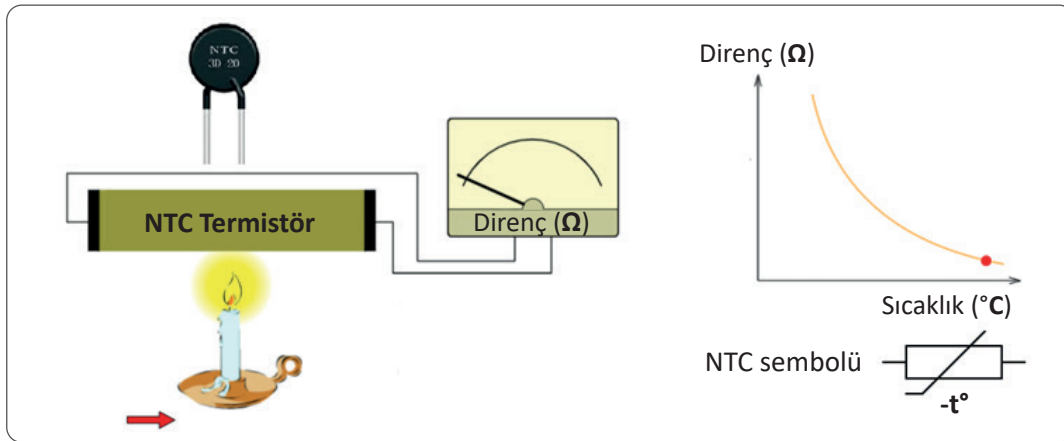 NTC
3D 20
NTC Termistör
Direnç (Ω)
Direnç (Ω)
Sıcaklık (°C)
NTC sembolü
-t°